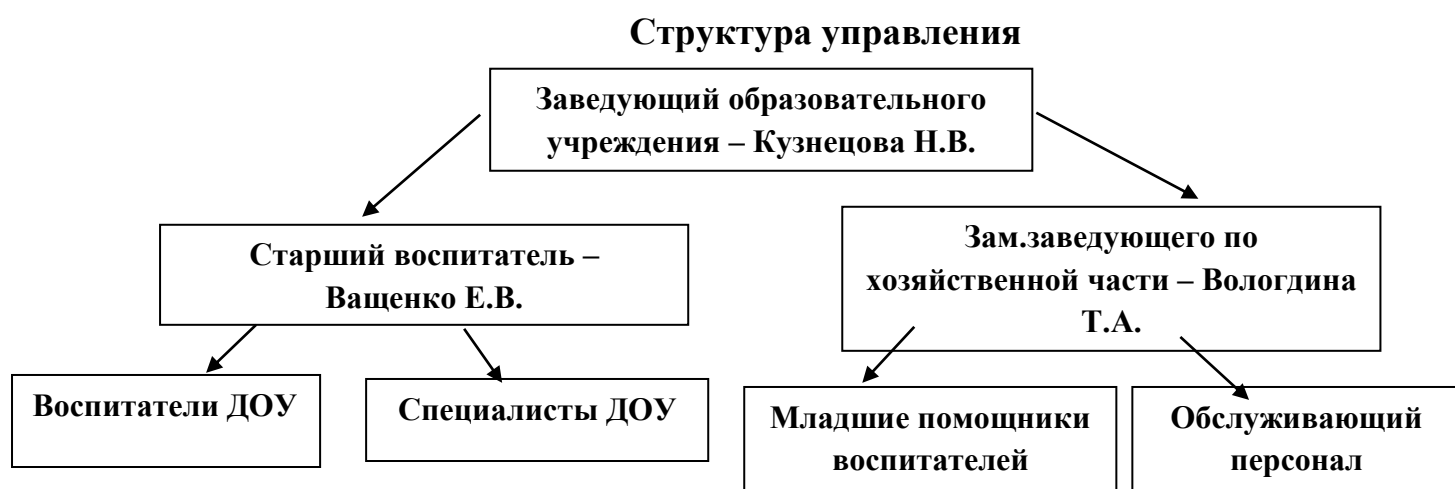 Структура управления
Заведующий образовательного
учреждения – Кузнецова Н.В.
Старший воспитатель –
Ващенко Е.В.
Зам.заведующего по
хозяйственной части – Вологдина
Т.А.
Воспитатели ДОУ
Специалисты ДОУ
Младшие помощники
воспитателей
Обслуживающий
персонал